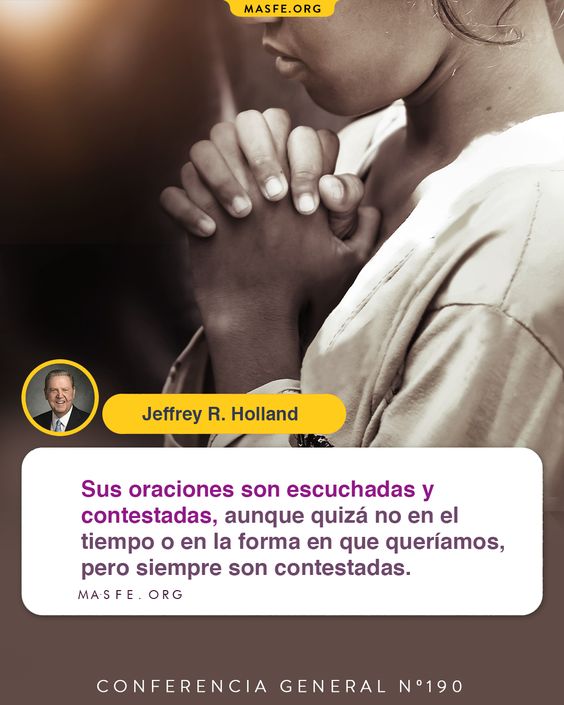 MASFE.ORG
Jeffrey R. Holland
Sus oraciones son escuchadas y
contestadas, aunque quizá no en el
tiempo o en la forma en que queríamos,
pero siempre son contestadas.
MASFE.ORG
CONFERENCIA GENERAL Nº190